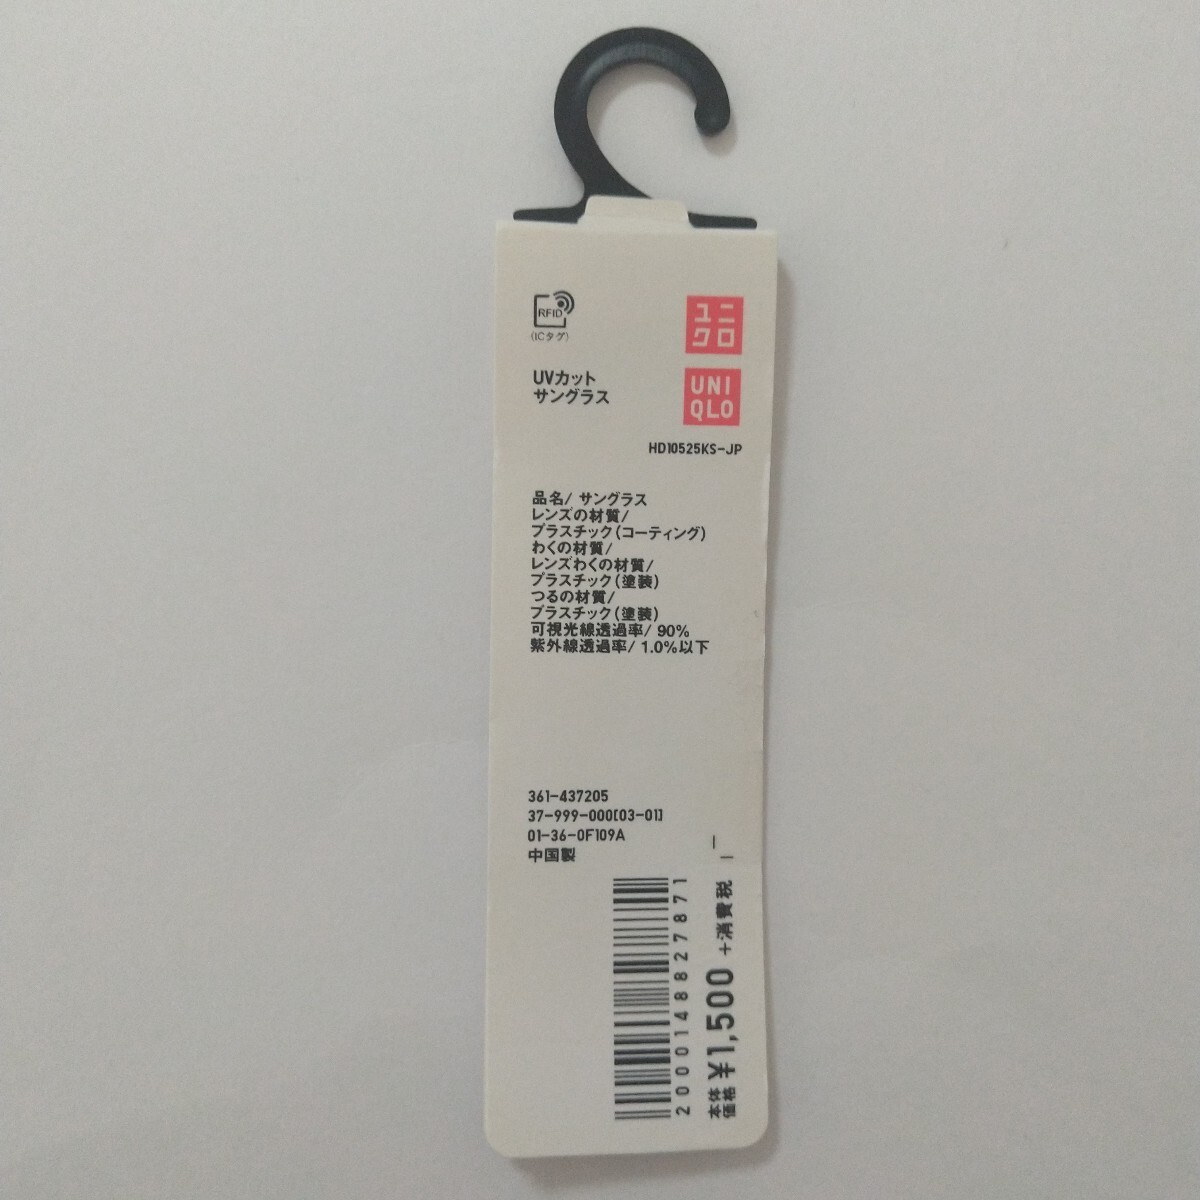 RFID
(ICタグ)
ユニ
クロ
UVカット
サングラス
UNI
QLO
HD10525KS-JP
品名/ サングラス
レンズの材質/
プラスチック(コーティング)
わくの材質/
レンズわくの材質/
プラスチック(塗装)
つるの材質/
プラスチック(塗装)
可視光線透過率/ 90%
紫外線透過率/ 1.0%以下
361-437205
37-999-000[03-01]
01-36-0F109A
中国製
2000148827871
本体
価格 ¥1,500 +消費税